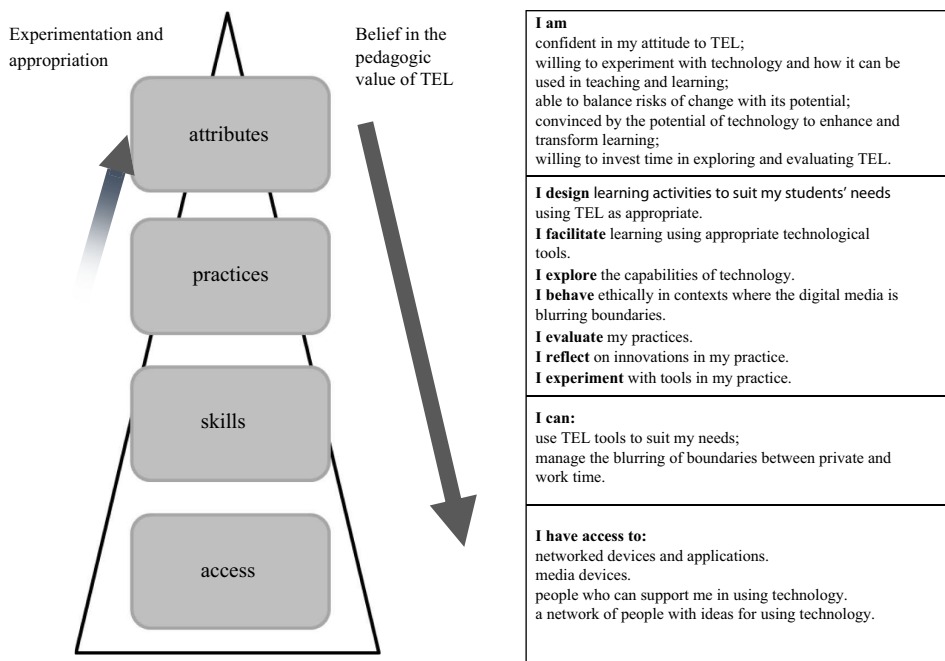 Experimentation and
appropriation
Belief in the
pedagogic
value of TEL
attributes
practices
skills
access
I am
confident in my attitude to TEL;
willing to experiment with technology and how it can be
used in teaching and learning;
able to balance risks of change with its potential;
convinced by the potential of technology to enhance and
transform learning;
willing to invest time in exploring and evaluating TEL.
I design learning activities to suit my students’ needs
using TEL as appropriate.
I facilitate learning using appropriate technological
tools.
I explore the capabilities of technology.
I behave ethically in contexts where the digital media is
blurring boundaries.
I evaluate my practices.
I reflect on innovations in my practice.
I experiment with tools in my practice.
I can:
use TEL tools to suit my needs;
manage the blurring of boundaries between private and
work time.
I have access to:
networked devices and applications.
media devices.
people who can support me in using technology.
a network of people with ideas for using technology.